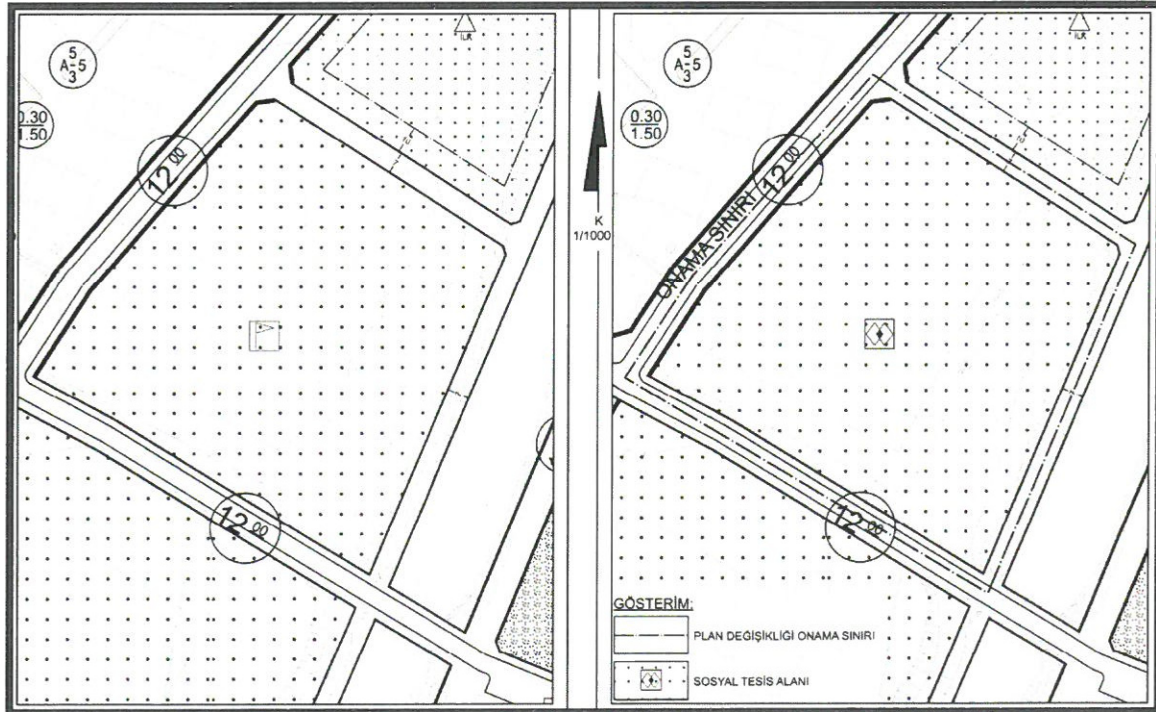 İLK
5
A-5
3
0.30
1.50
12.00
12.00
K
1/1000
İLK
5
A-5
3
0.30
1.50
12.00
ONAMA SINIRI
12.00
GÖSTERİM:
PLAN DEĞİŞİKLİĞİ ONAMA SINIRI
SOSYAL TESİS ALANI